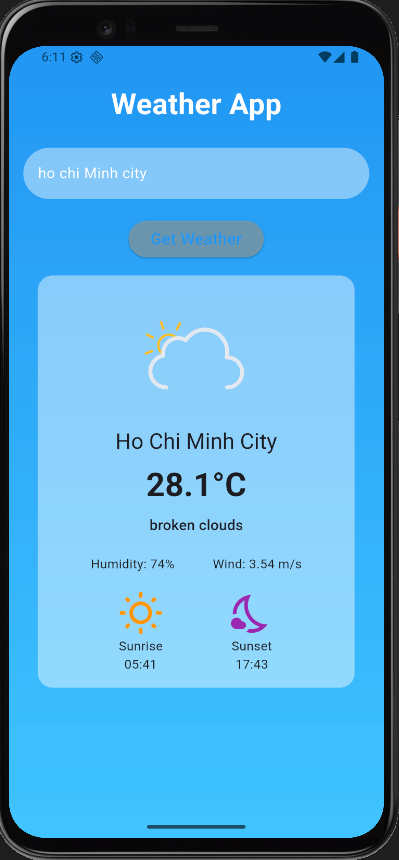 6:11
Weather App
ho chi Minh city
Get Weather
Ho Chi Minh City
28.1°C
broken clouds
Humidity: 74% Wind: 3.54 m/s
Sunrise Sunset
05:41 17:43